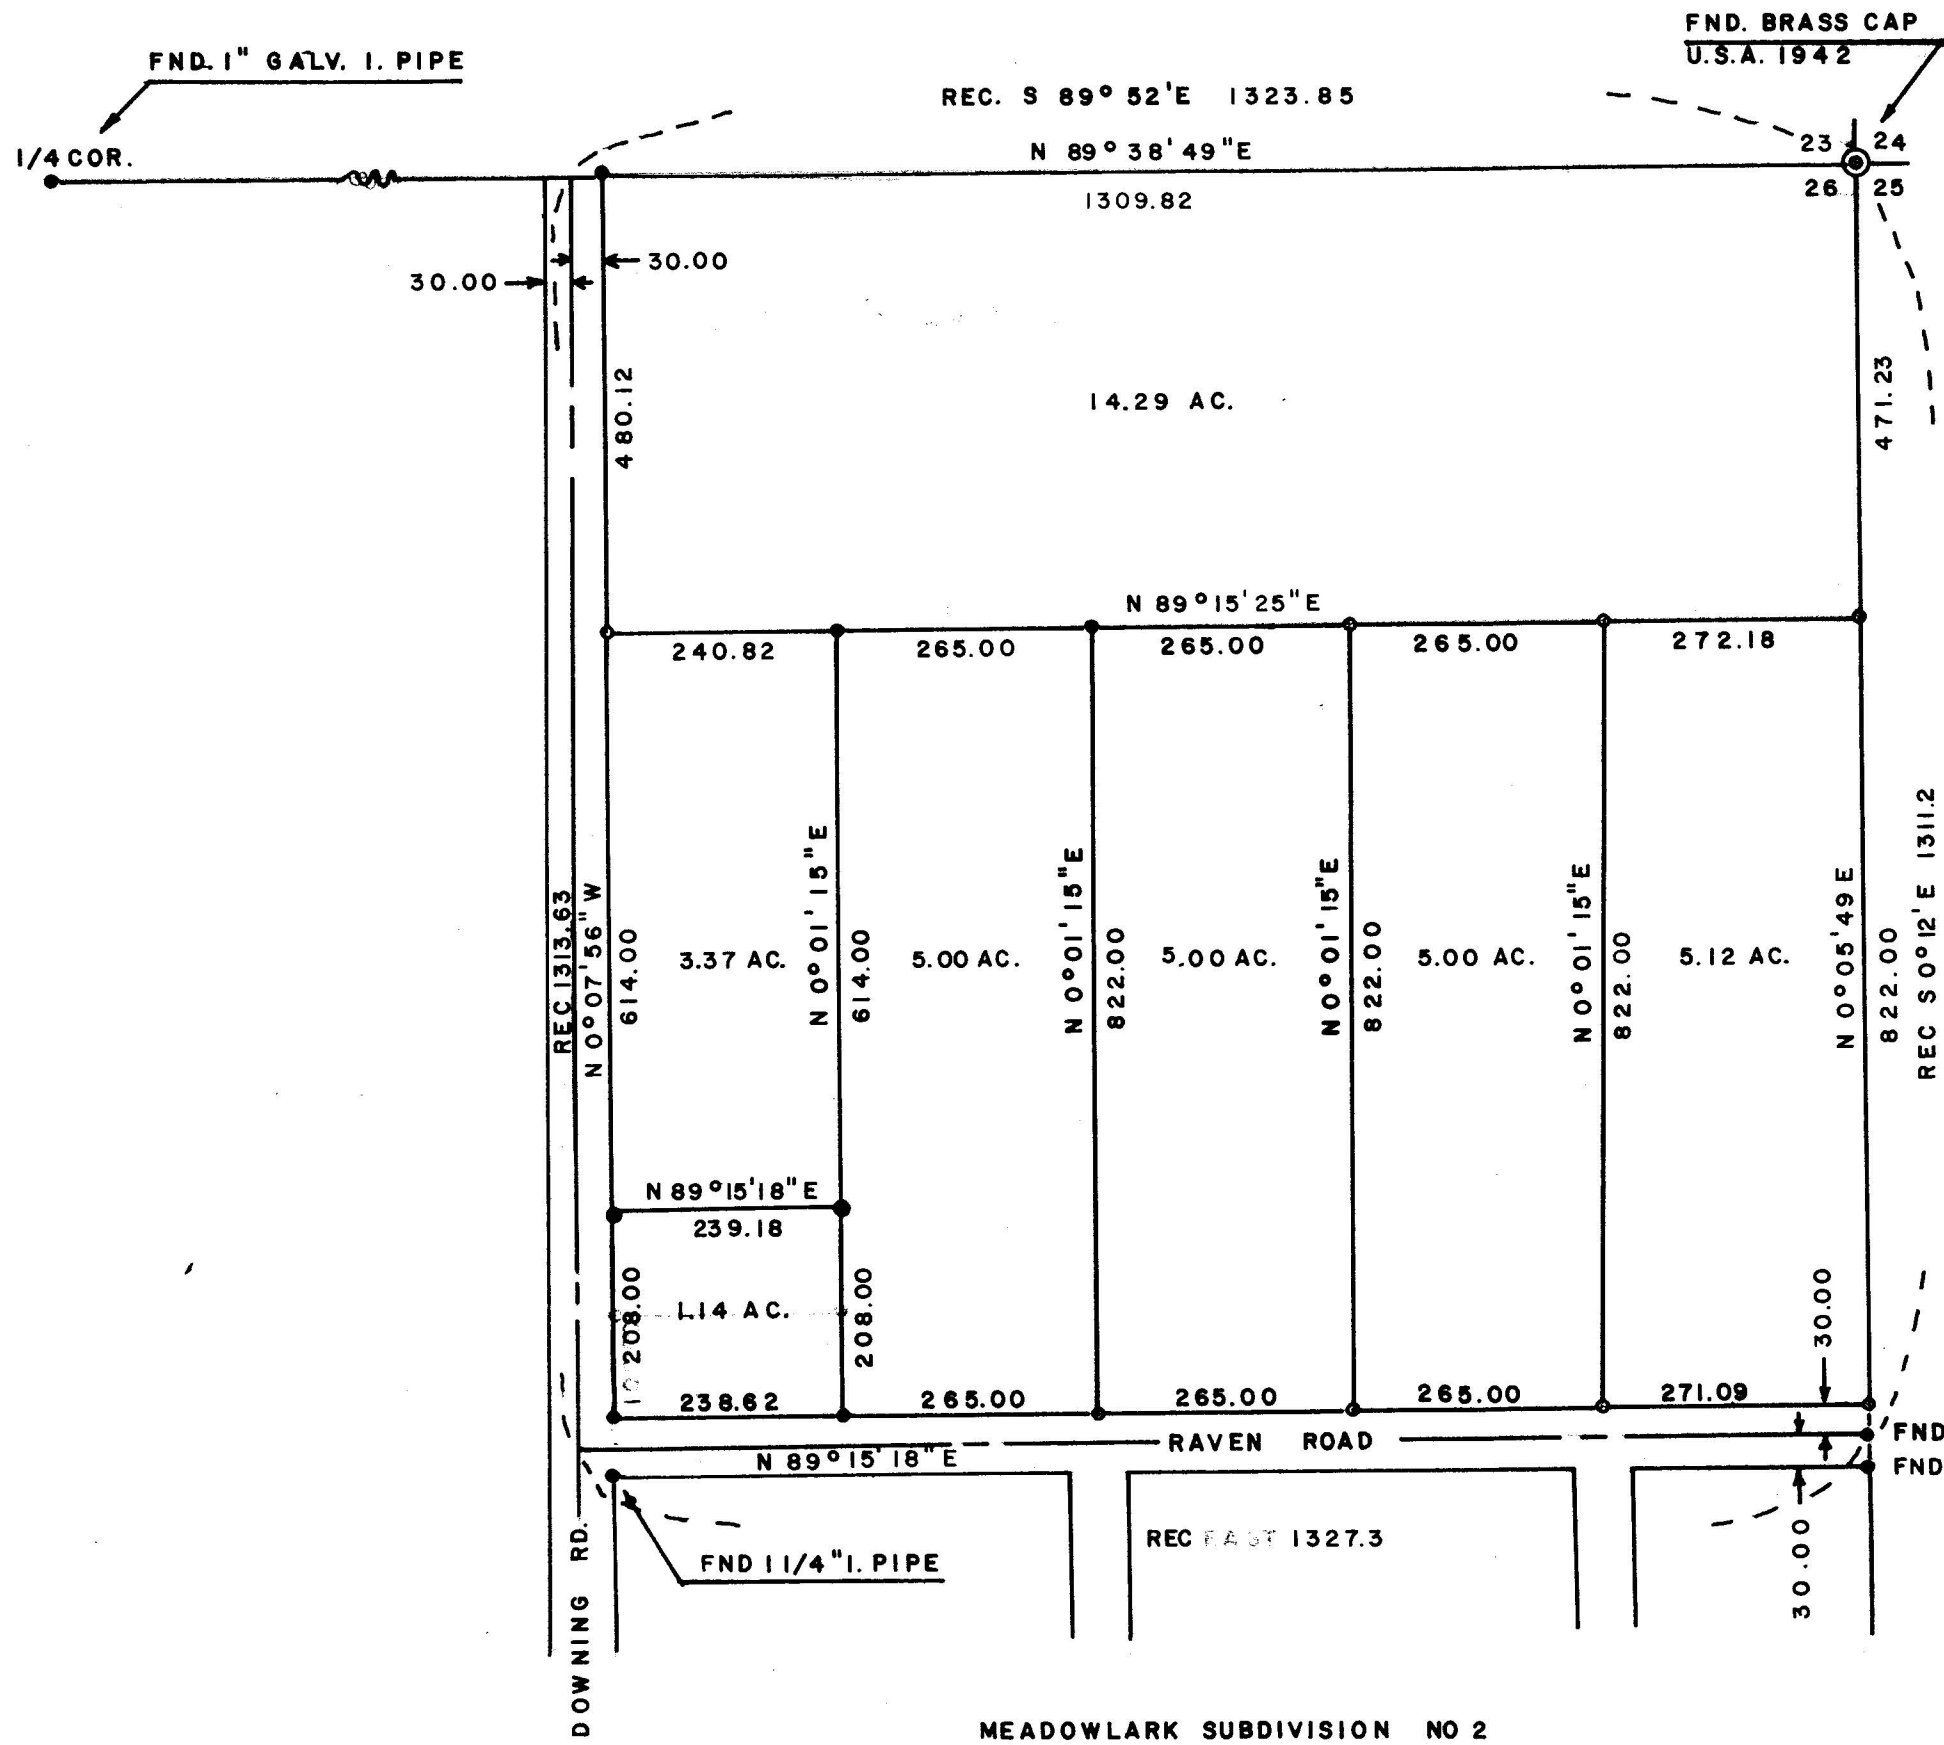 FND. BRASS CAP
U.S.A. 1942
FND. 1" GALV. I. PIPE
REC. S 89° 52'E 1323.85
1/4 COR.
N 89° 38' 49"E
23 24
26 25
1309.82
30.00
30.00
480.12
14.29 AC.
471.23
N 89° 15' 25"E
240.82
265.00
265.00
265.00
272.18
REC 1313.63
N 0° 07' 56" W
614.00
3.37 AC.
N 0° 01' 15"E
614.00
5.00 AC.
N 0° 01' 15"E
822.00
5.00 AC.
N 0° 01' 15"E
822.00
5.00 AC.
N 0° 01' 15"E
822.00
5.12 AC.
N 0° 05' 49 E
822.00
REC S 0° 12' E 1311.2
N 89° 15' 18" E
239.18
208.00
1.14 AC.
208.00
30.00
238.62
265.00
265.00
265.00
271.09
RAVEN ROAD
FND
N 89° 15' 18" E
FND
REC EAST 1327.3
30.00
FND 1 1/4" I. PIPE
DOWNING RD.
MEADOWLARK SUBDIVISION NO 2